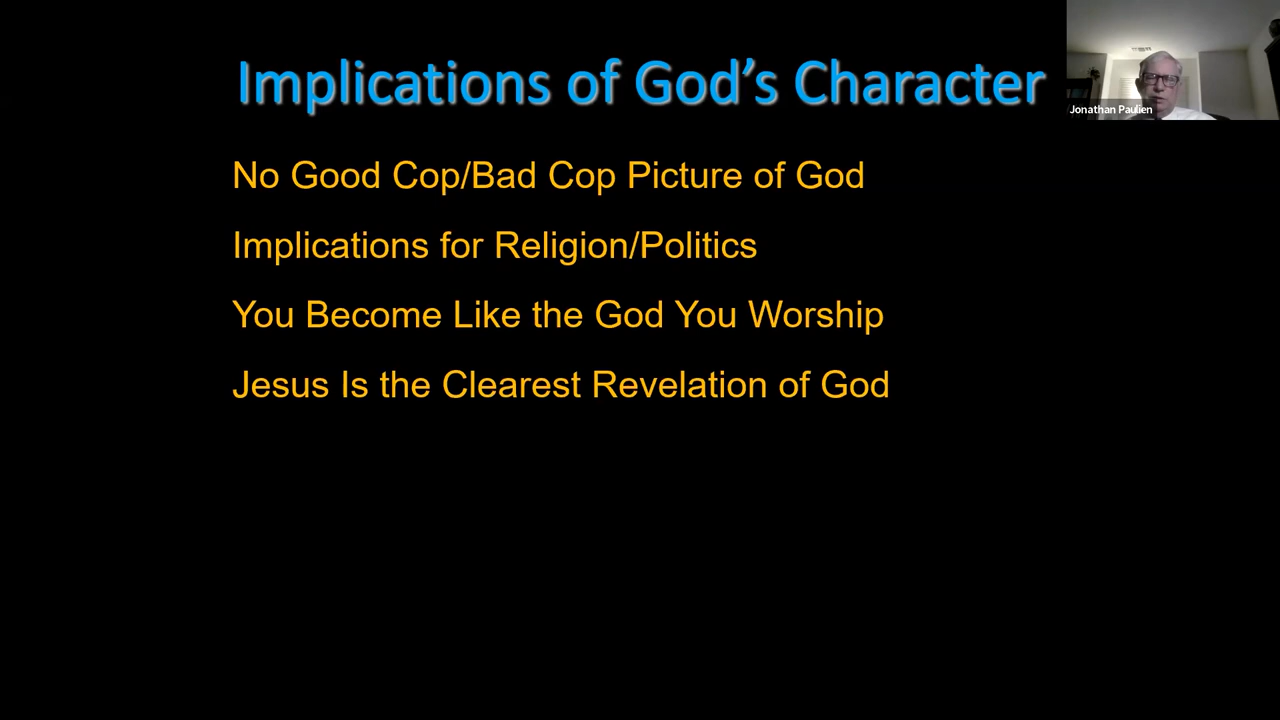 Implications of God’s Character
Jonathan Paulien
No Good Cop/Bad Cop Picture of God
Implications for Religion/Politics
You Become Like the God You Worship
Jesus Is the Clearest Revelation of God